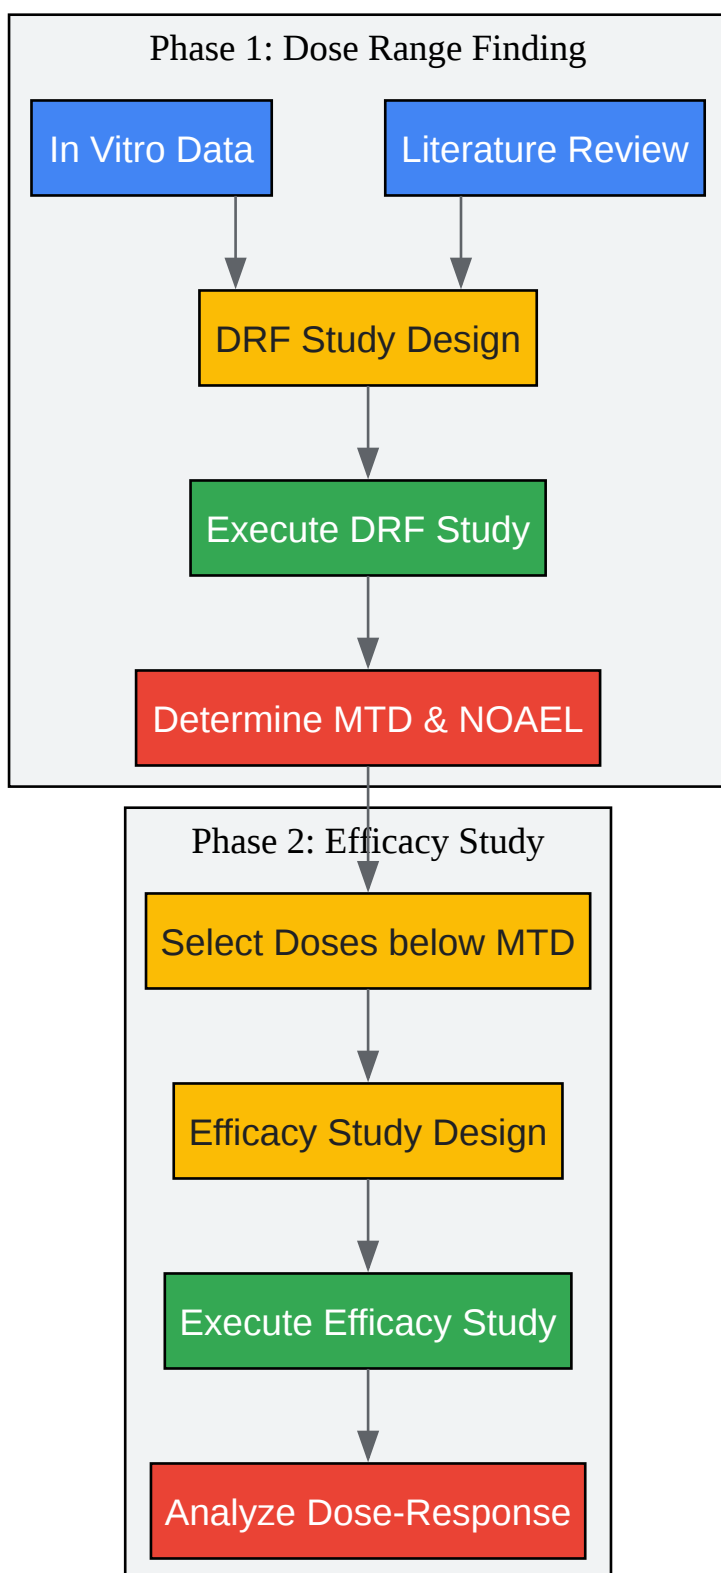 Phase 1: Dose Range Finding
In Vitro Data
Literature Review
DRF Study Design
Execute DRF Study
Determine MTD & NOAEL
Phase 2: Efficacy Study
Select Doses below MTD
Efficacy Study Design
Execute Efficacy Study
Analyze Dose-Response